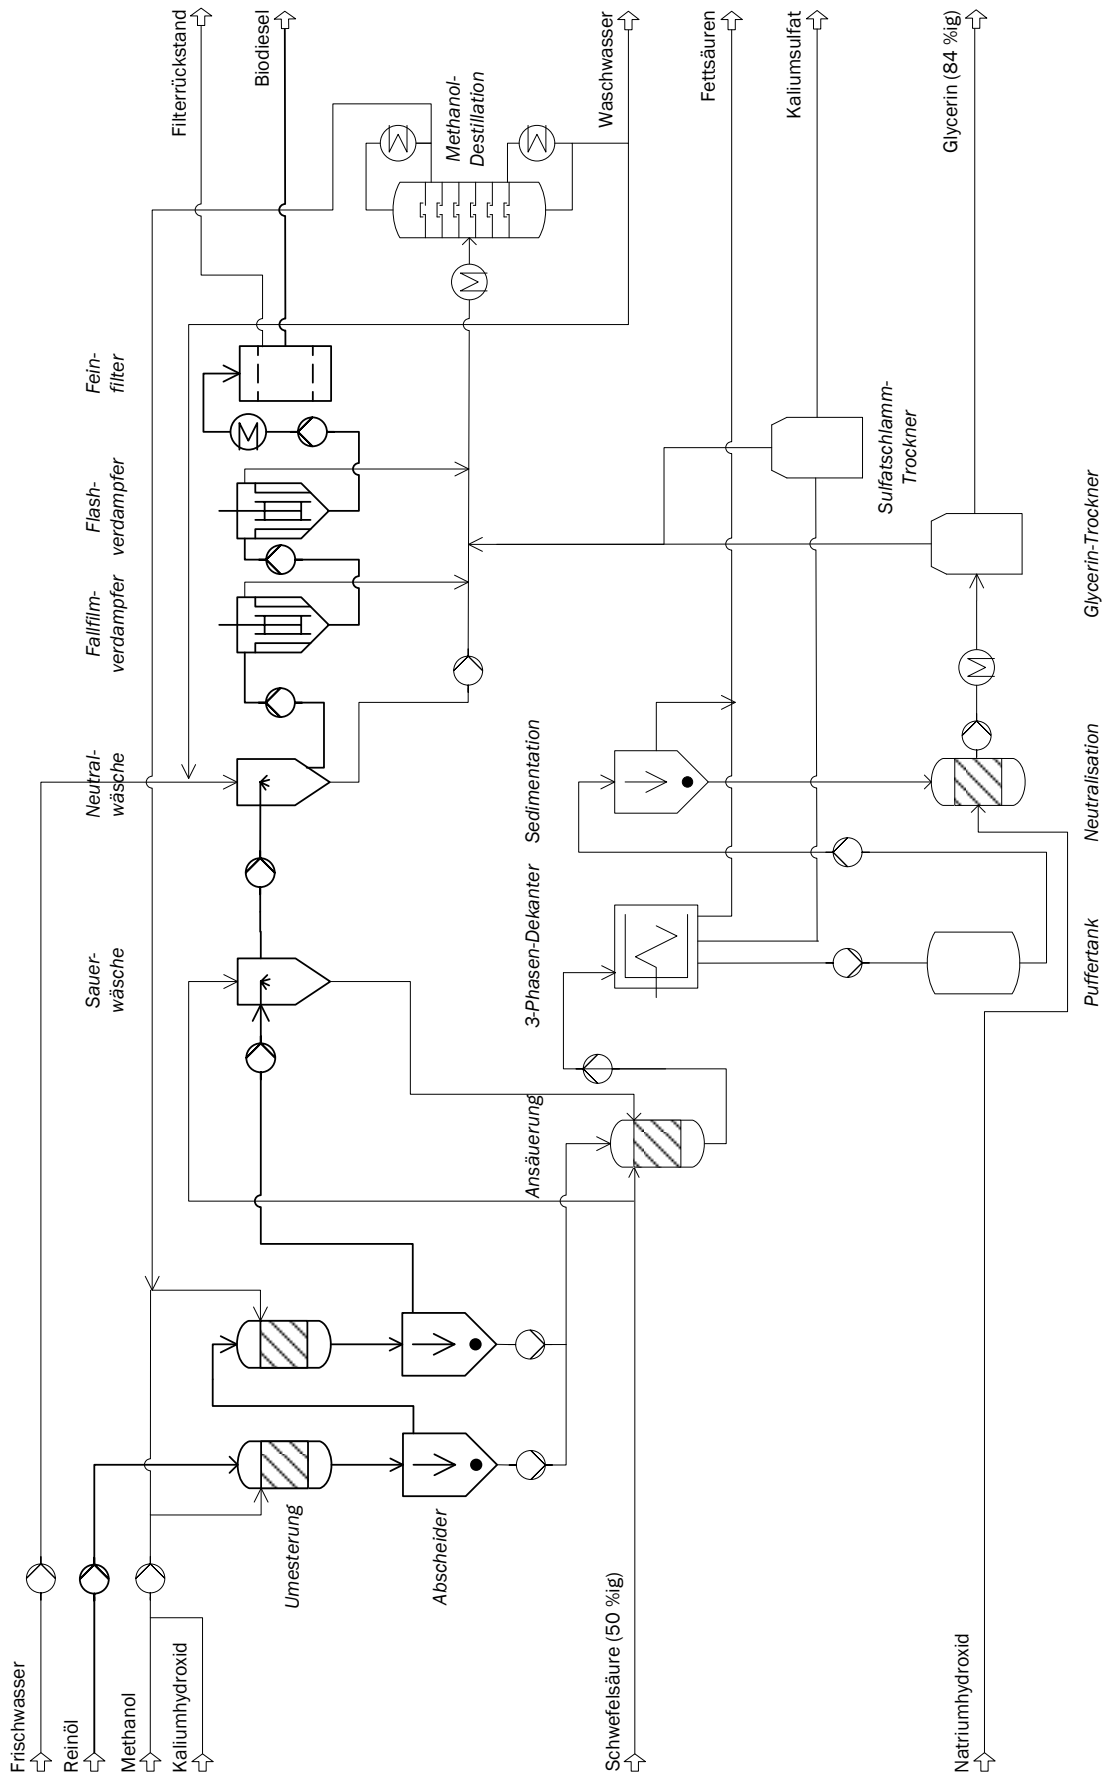 Frischwasser
Reinöl
Methanol
Kaliumhydroxid
Schwefelsäure (50 %ig)
Natriumhydroxid
Umesterung
Abscheider
Sauer-
wäsche
Neutral-
wäsche
Fallfilm-
verdampfer
Flash-
verdampfer
Fein-
filter
Methanol-
Destillation
Ansäuerung
3-Phasen-Dekanter
Sedimentation
Puffertank
Neutralisation
Glycerin-Trockner
Sulfatschlamm-
Trockner
Filterrückstand
Biodiesel
Waschwasser
Fettsäuren
Kaliumsulfat
Glycerin (84 %ig)